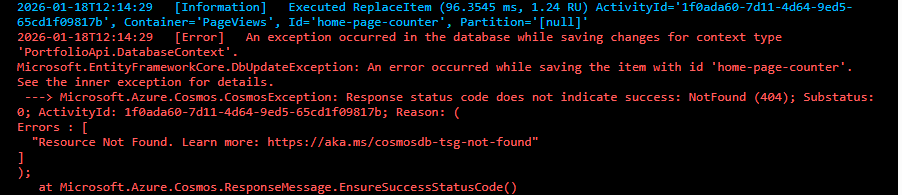 2026-01-18T12:14:29   [Information]   Executed ReplaceItem (96.3545 ms, 1.24 RU) ActivityId='1f0ada60-7d11-4d64-9ed5-
65cd1f09817b', Container='PageViews', Id='home-page-counter', Partition='[null]'
2026-01-18T12:14:29   [Error]   An exception occurred in the database while saving changes for context type
'PortfolioApi.DatabaseContext'.
Microsoft.EntityFrameworkCore.DbUpdateException: An error occurred while saving the item with id 'home-page-counter'.
See the inner exception for details.
 ---> Microsoft.Azure.Cosmos.CosmosException: Response status code does not indicate success: NotFound (404); Substatus:
0; ActivityId: 1f0ada60-7d11-4d64-9ed5-65cd1f09817b; Reason: (
Errors : [
  "Resource Not Found. Learn more: https://aka.ms/cosmosdb-tsg-not-found"
]
);
   at Microsoft.Azure.Cosmos.ResponseMessage.EnsureSuccessStatusCode()